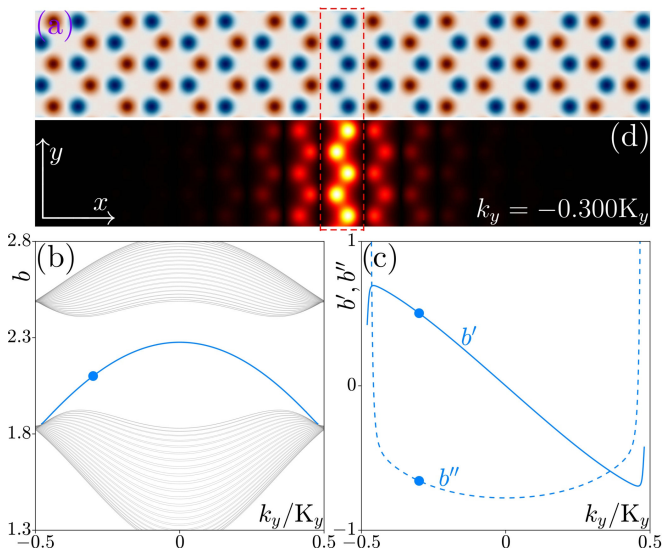 (a)
(d)
y
x
k_y = −0.300K_y
(b)
b
2.8
2.3
1.8
1.3
−0.5
0
0.5
k_y/K_y
(c)
b′, b″
1
0
−1
b′
b″
−0.5
0
0.5
k_y/K_y